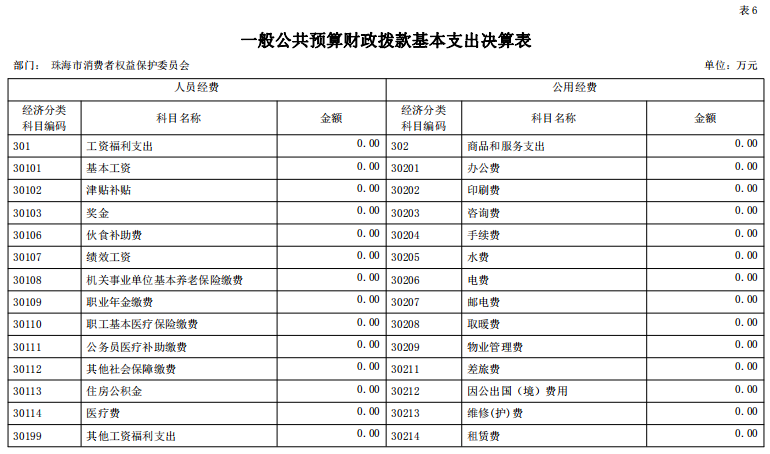 表 6
一般公共预算财政拨款基本支出决算表
部门： 珠海市消费者权益保护委员会 单位：万元
人员经费 公用经费
经济分类科目编码 科目名称 金额 经济分类科目编码 科目名称 金额
301 工资福利支出 0.00 302 商品和服务支出 0.00
30101 基本工资 0.00 30201 办公费 0.00
30102 津贴补贴 0.00 30202 印刷费 0.00
30103 奖金 0.00 30203 咨询费 0.00
30106 伙食补助费 0.00 30204 手续费 0.00
30107 绩效工资 0.00 30205 水费 0.00
30108 机关事业单位基本养老保险缴费 0.00 30206 电费 0.00
30109 职业年金缴费 0.00 30207 邮电费 0.00
30110 职工基本医疗保险缴费 0.00 30208 取暖费 0.00
30111 公务员医疗补助缴费 0.00 30209 物业管理费 0.00
30112 其他社会保障缴费 0.00 30211 差旅费 0.00
30113 住房公积金 0.00 30212 因公出国（境）费用 0.00
30114 医疗费 0.00 30213 维修(护)费 0.00
30199 其他工资福利支出 0.00 30214 租赁费 0.00